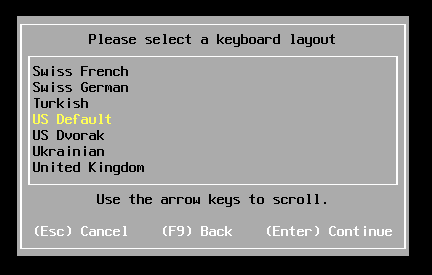 Please select a keyboard layout
Swiss French
Swiss German
Turkish
US Default
US Dvorak
Ukrainian
United Kingdom
Use the arrow keys to scroll.
(Esc) Cancel (F9) Back (Enter) Continue